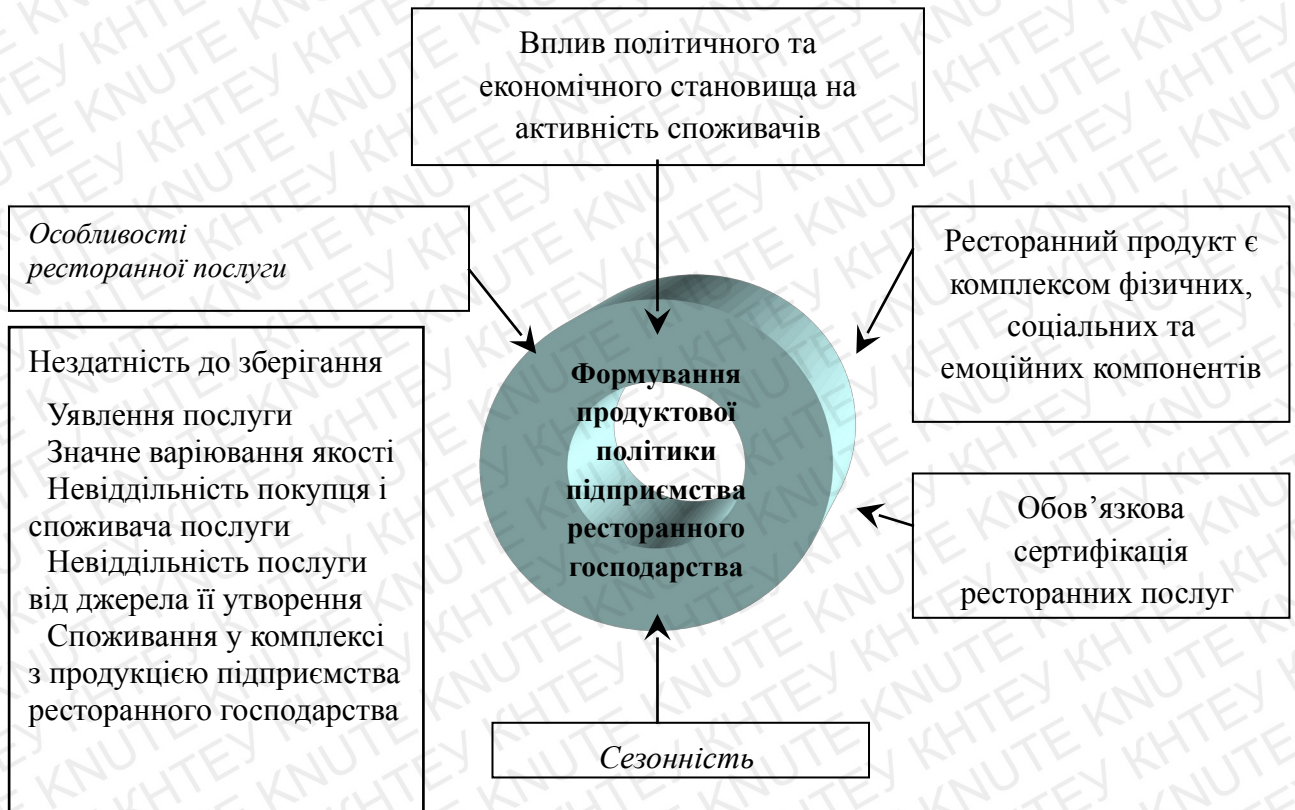 Вплив політичного та
економічного становища на
активність споживачів
Особливості
ресторанної послуги
Ресторанний продукт є
комплексом фізичних,
соціальних та
емоційних компонентів
Нездатність до зберігання
Уявлення послуги
Значне варіювання якості
Невіддільність покупця і
споживача послуги
Невіддільність послуги
від джерела її утворення
Споживання у комплексі
з продукцією підприємства
ресторанного господарства
Формування
продуктової
політики
підприємства
ресторанного
господарства
Обов’язкова
сертифікація
ресторанних послуг
Сезонність
KNUTE КНТЕУ